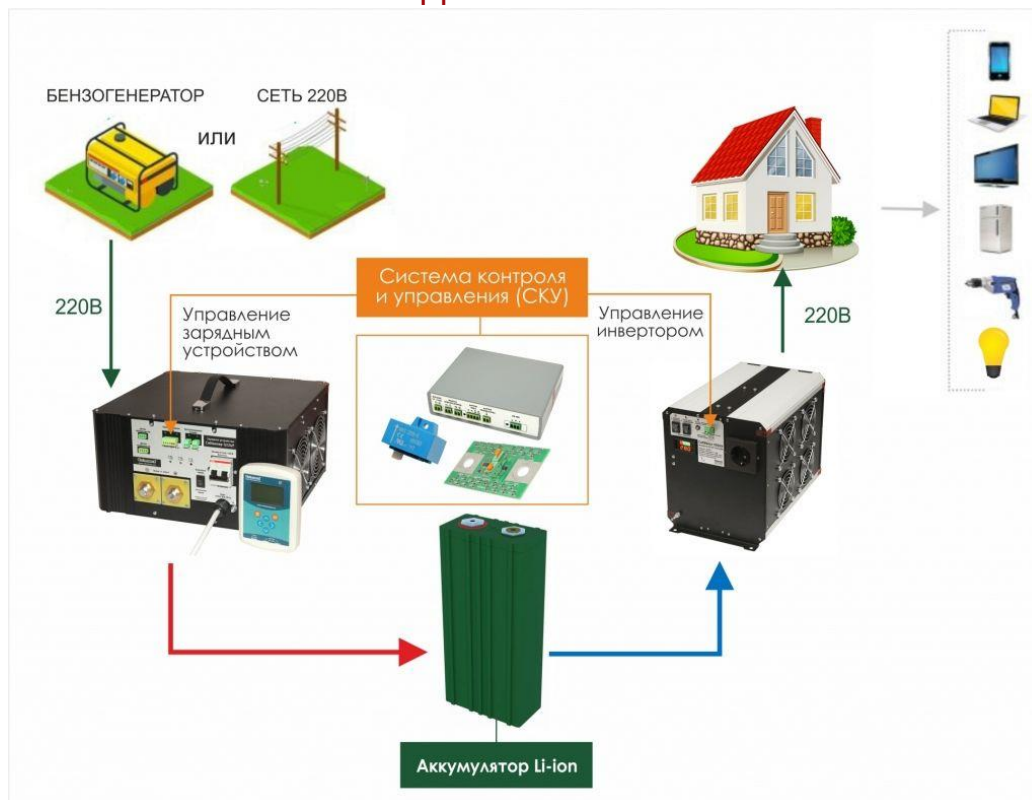 БЕНЗОГЕНЕРАТОР
ИЛИ
СЕТЬ 220В
220В
Система контроля
и управления (СКУ)
Управление
зарядным
устройством
Управление
инвертором
220В
Аккумулятор Li-ion